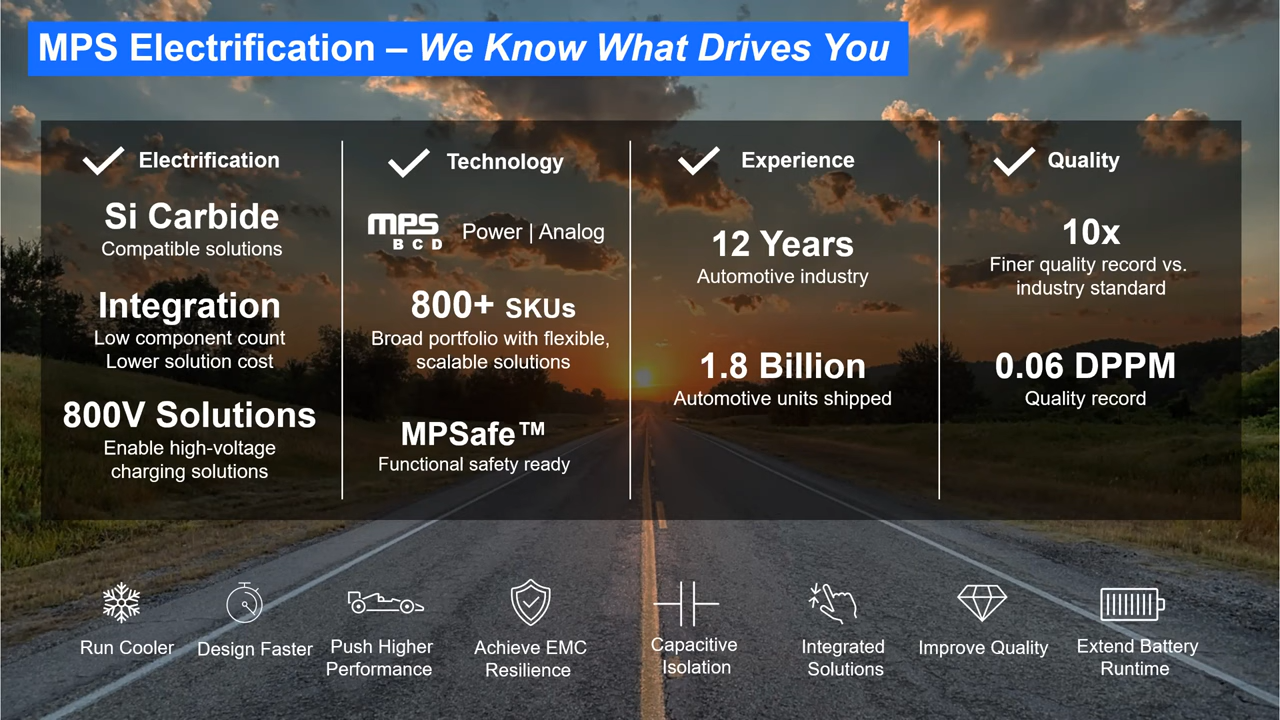 MPS Electrification – We Know What Drives You
Electrification
Si Carbide
Compatible solutions
Integration
Low component count
Lower solution cost
800V Solutions
Enable high-voltage
charging solutions
Technology
MPS
BCD
Power | Analog
800+ SKUs
Broad portfolio with flexible,
scalable solutions
MPSafe™
Functional safety ready
Experience
12 Years
Automotive industry
1.8 Billion
Automotive units shipped
Quality
10x
Finer quality record vs.
industry standard
0.06 DPPM
Quality record
Run Cooler
Design Faster
Push Higher
Performance
Achieve EMC
Resilience
Capacitive
Isolation
Integrated
Solutions
Improve Quality
Extend Battery
Runtime